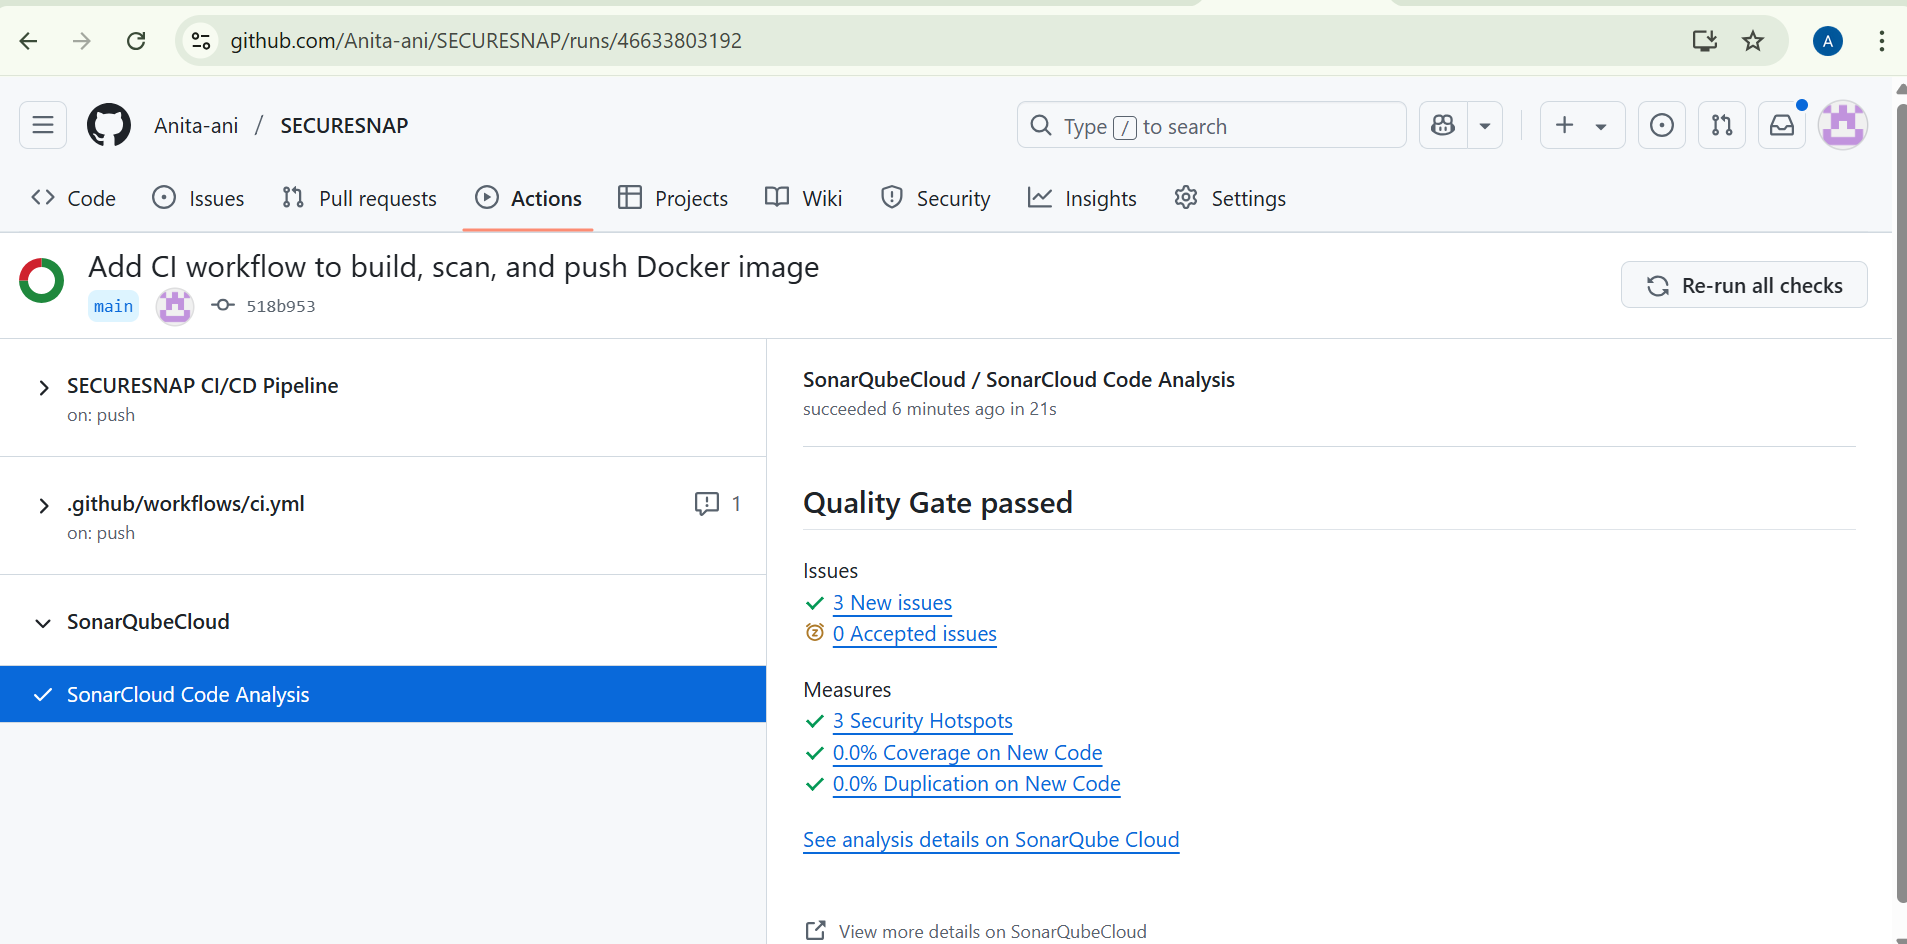 github.com/Anita-ani/SECURESNAP/runs/46633803192
A
Anita-ani / SECURESNAP
Type / to search
Code
Issues
Pull requests
Actions
Projects
Wiki
Security
Insights
Settings
Add CI workflow to build, scan, and push Docker image
main
518b953
Re-run all checks
SECURESNAP CI/CD Pipeline
on: push
.github/workflows/ci.yml
1
on: push
SonarQubeCloud
SonarCloud Code Analysis
SonarQubeCloud / SonarCloud Code Analysis
succeeded 6 minutes ago in 21s
Quality Gate passed
Issues
3 New issues
0 Accepted issues
Measures
3 Security Hotspots
0.0% Coverage on New Code
0.0% Duplication on New Code
See analysis details on SonarQube Cloud
View more details on SonarQubeCloud